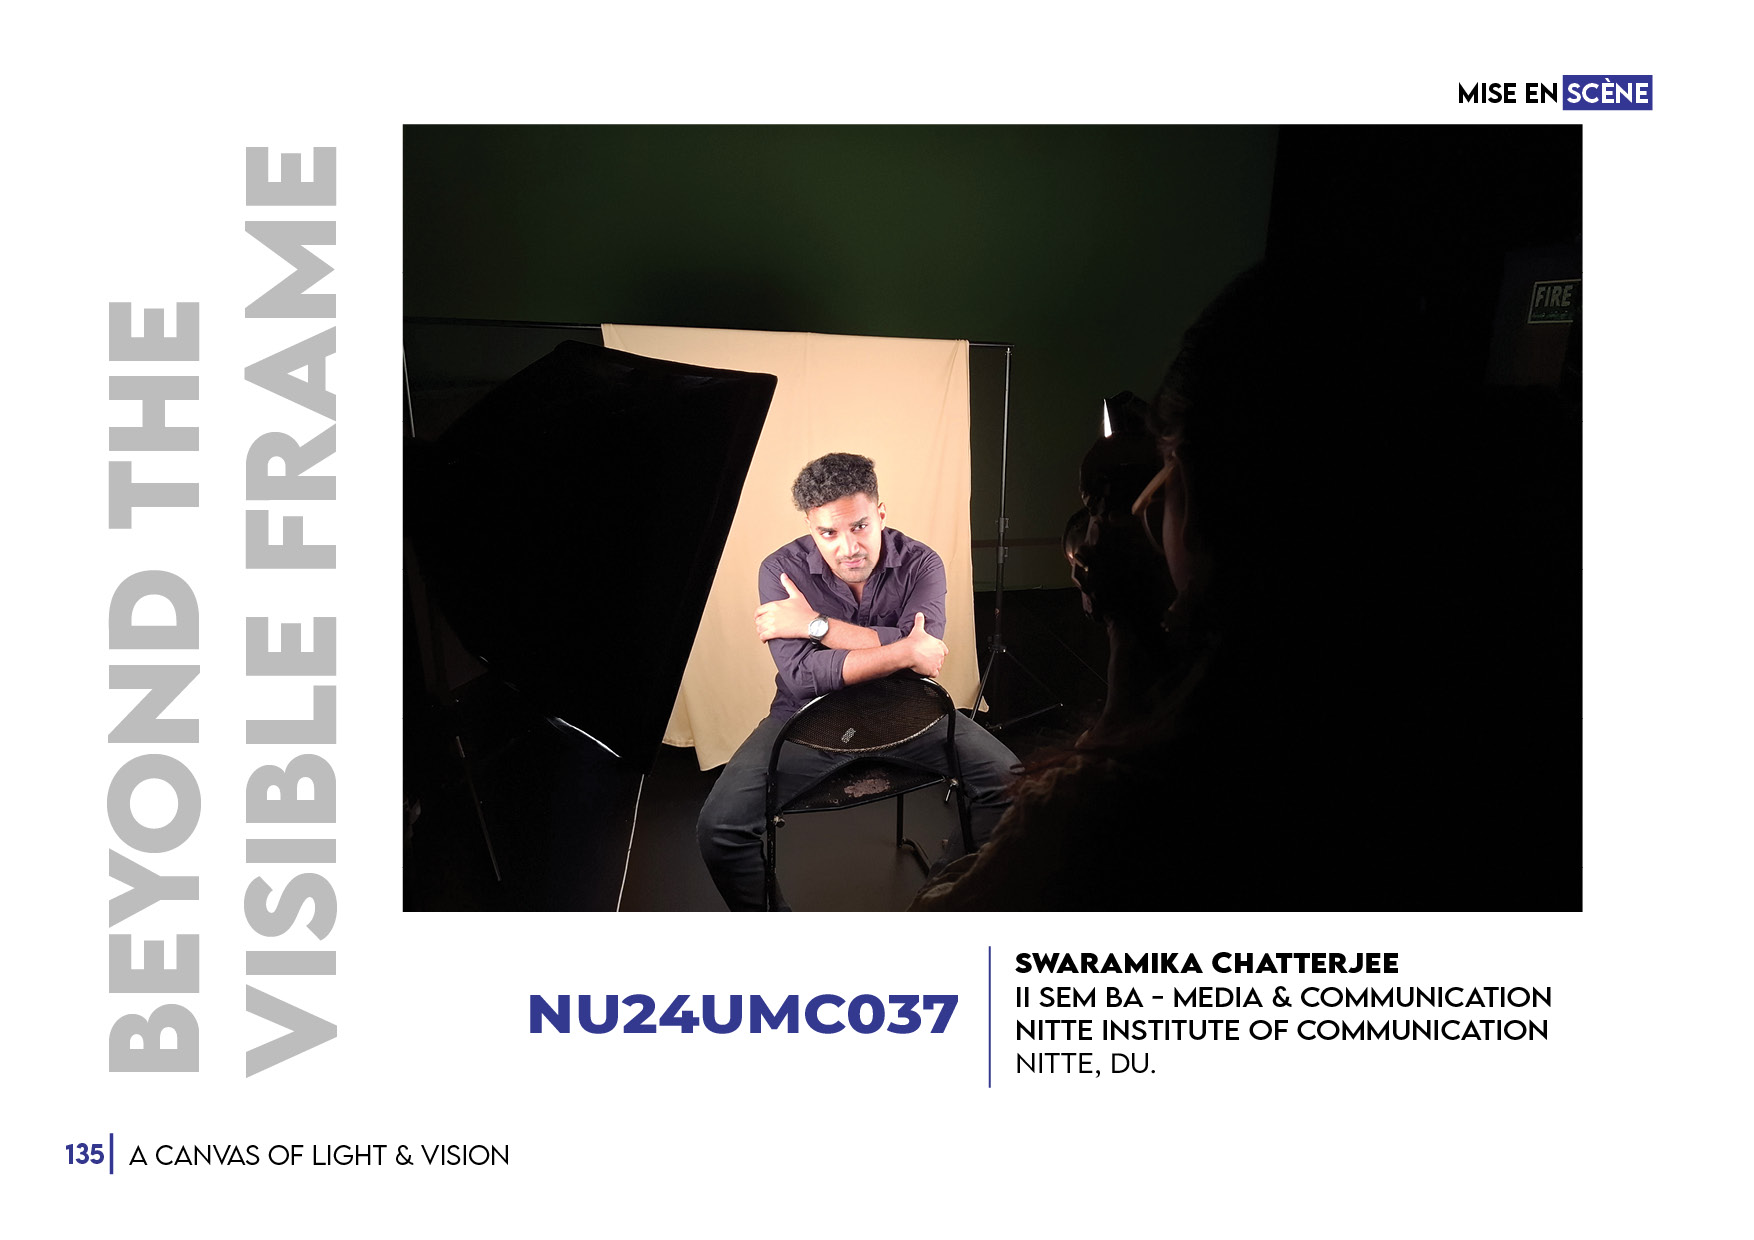 MISE EN SCÈNE
BEYOND THE
VISIBLE FRAME
FIRE
NU24UMC037
SWARAMIKA CHATTERJEE
II SEM BA - MEDIA & COMMUNICATION
NITTE INSTITUTE OF COMMUNICATION
NITTE, DU.
135 A CANVAS OF LIGHT & VISION